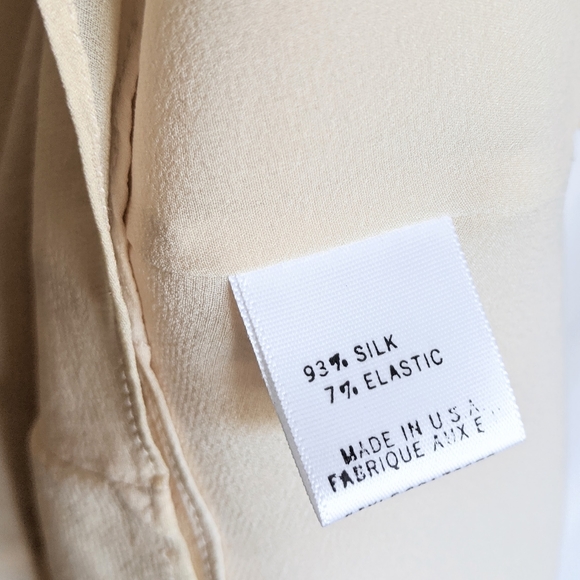 93% SILK
7% ELASTIC
MADE IN U.S.A.
FABRIQUE AUX E